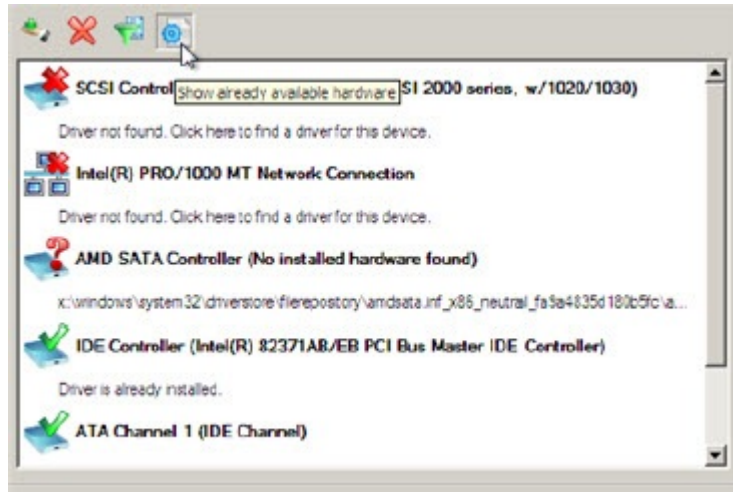 SCSI Control
Show already available hardware
SI 2000 series, w/1020/1030)
Driver not found. Click here to find a driver for this device.
Intel(R) PRO/1000 MT Network Connection
Driver not found. Click here to find a driver for this device.
AMD SATA Controller (No installed hardware found)
x:\windows\system32\driverstore\filerepository\amdsata.inf_x86_neutral_fa9a4835d180b5fc\a...
IDE Controller (Intel(R) 82371AB/EB PCI Bus Master IDE Controller)
Driver is already installed.
ATA Channel 1 (IDE Channel)